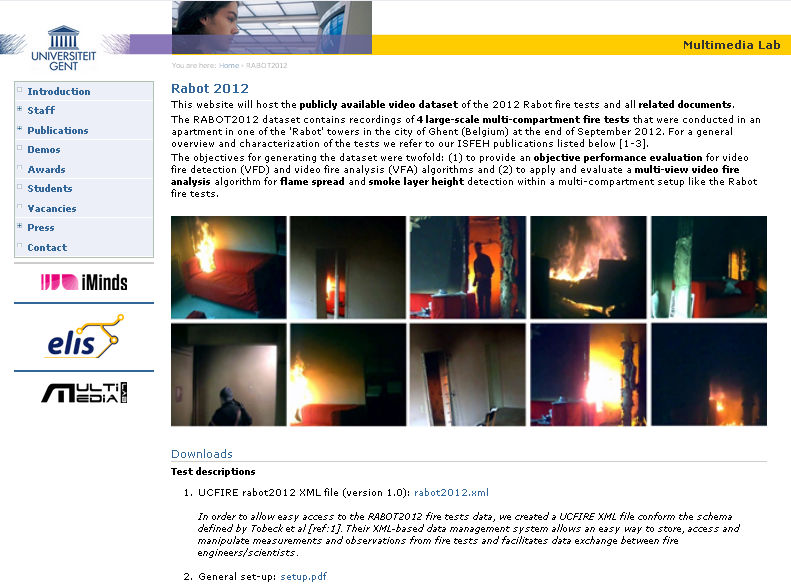 UNIVERSITEIT
GENT
Multimedia Lab
You are here: Home › RABOT2012
Introduction
Staff
Publications
Demos
Awards
Students
Vacancies
Press
Contact
iMinds
elis
MULTI
MEDIA LAB
Rabot 2012
This website will host the publicly available video dataset of the 2012 Rabot fire tests and all related documents.
The RABOT2012 dataset contains recordings of 4 large-scale multi-compartment fire tests that were conducted in an
apartment in one of the 'Rabot' towers in the city of Ghent (Belgium) at the end of September 2012. For a general
overview and characterization of the tests we refer to our ISFEH publications listed below [1-3].
The objectives for generating the dataset were twofold: (1) to provide an objective performance evaluation for video
fire detection (VFD) and video fire analysis (VFA) algorithms and (2) to apply and evaluate a multi-view video fire
analysis algorithm for flame spread and smoke layer height detection within a multi-compartment setup like the Rabot
fire tests.
Downloads
Test descriptions
1. UCFIRE rabot2012 XML file (version 1.0): rabot2012.xml
In order to allow easy access to the RABOT2012 fire tests data, we created a UCFIRE XML file conform the schema
defined by Tobeck et al [ref:1]. Their XML-based data management system allows an easy way to store, access and
manipulate measurements and observations from fire tests and facilitates data exchange between fire
engineers/scientists.
2. General set-up: setup.pdf